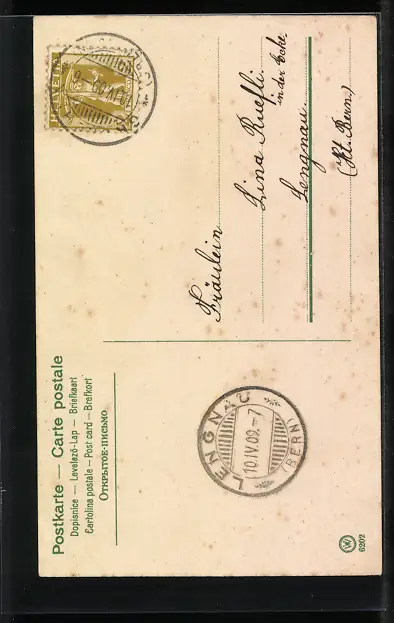 Postkarte — Carte postale
Dopisnice — Levelező-Lap — Briefkaart
Cartolina postale — Post card — Brefkort
Открытое письмо
HELVETIA
Fräulein
Lina Ruefli
in der Ecke
Lengnau
(Kt. Bern.)
LENGNAU
10.IV.09.-7
(BERN)
W
6202